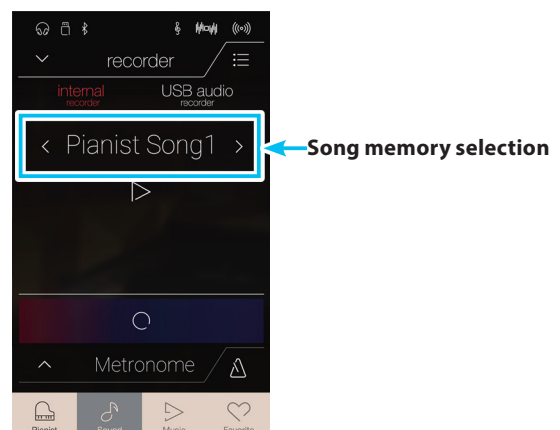 recorder
internal USB audio
recorder recorder
< Pianist Song1 >
Song memory selection
Metronome
Pianist Sound Music Favorite